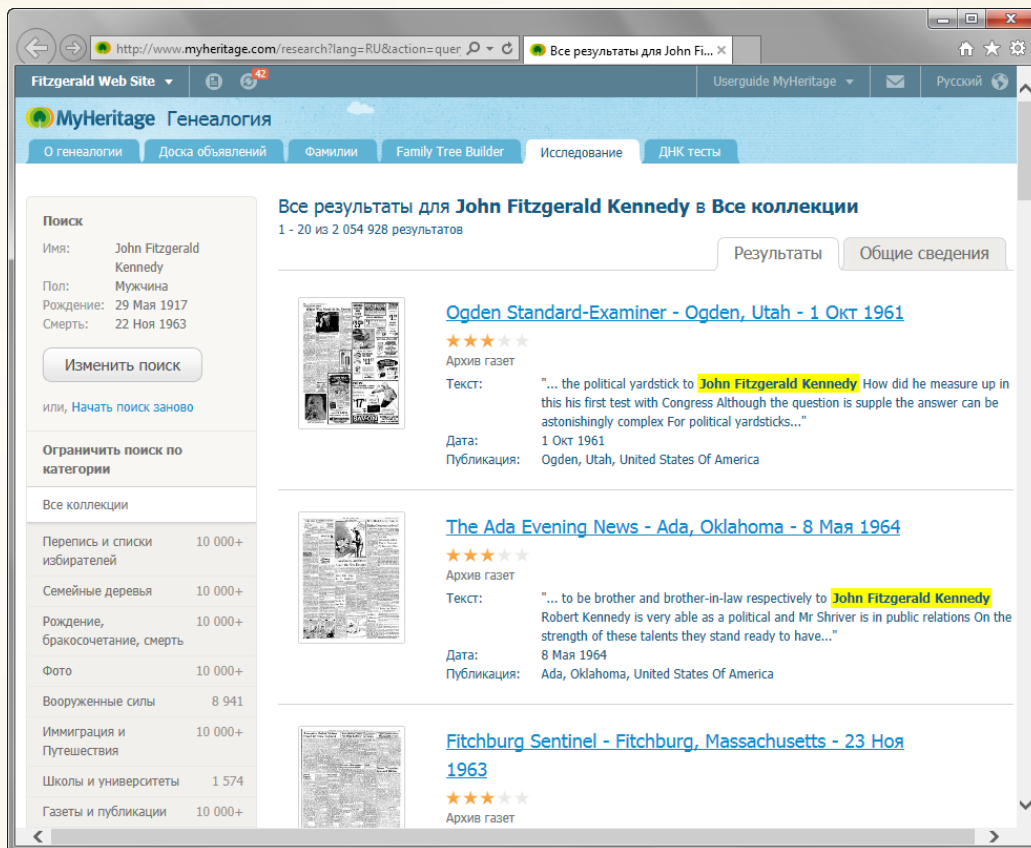 http://www.myheritage.com/research?lang=RU&action=quer
Все результаты для John Fi...
Fitzgerald Web Site
42
Userguide MyHeritage
Русский
MyHeritage Генеалогия
О генеалогии
Доска объявлений
Фамилии
Family Tree Builder
Исследование
ДНК тесты
Поиск
Имя: John Fitzgerald
Kennedy
Пол: Мужчина
Рождение: 29 Мая 1917
Смерть: 22 Ноя 1963
Изменить поиск
или, Начать поиск заново
Ограничить поиск по
категории
Все коллекции
Перепись и списки 10 000+
избирателей
Семейные деревья 10 000+
Рождение, 10 000+
бракосочетание, смерть
Фото 10 000+
Вооруженные силы 8 941
Иммиграция и 10 000+
Путешествия
Школы и университеты 1 574
Газеты и публикации 10 000+
Все результаты для John Fitzgerald Kennedy в Все коллекции
1 - 20 из 2 054 928 результатов
Результаты
Общие сведения
Ogden Standard-Examiner - Ogden, Utah - 1 Окт 1961
Архив газет
Текст: "... the political yardstick to John Fitzgerald Kennedy How did he measure up in
this his first test with Congress Although the question is supple the answer can be
astonishingly complex For political yardsticks..."
Дата: 1 Окт 1961
Публикация: Ogden, Utah, United States Of America
The Ada Evening News - Ada, Oklahoma - 8 Мая 1964
Архив газет
Текст: "... to be brother and brother-in-law respectively to John Fitzgerald Kennedy
Robert Kennedy is very able as a political and Mr Shriver is in public relations On the
strength of these talents they stand ready to have..."
Дата: 8 Мая 1964
Публикация: Ada, Oklahoma, United States Of America
Fitchburg Sentinel - Fitchburg, Massachusetts - 23 Ноя
1963
Архив газет